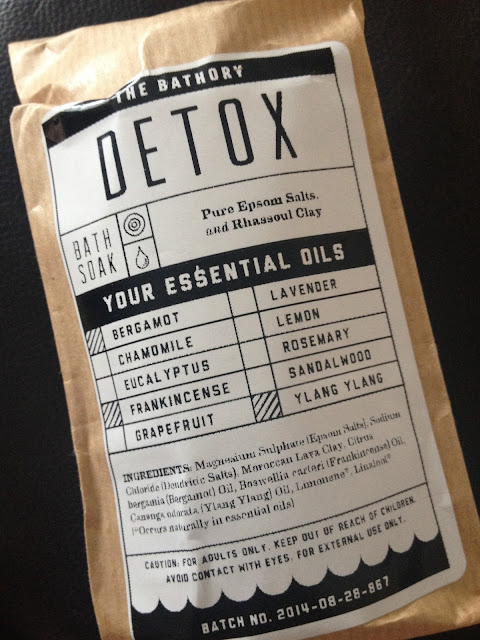 THE BATHORY
DETOX
BATH
SOAK
Pure Epsom Salts,
and Rhassoul Clay
YOUR ESSENTIAL OILS
BERGAMOT
CHAMOMILE
EUCALYPTUS
FRANKINCENSE
GRAPEFRUIT
LAVENDER
LEMON
ROSEMARY
SANDALWOOD
YLANG YLANG
INGREDIENTS: Magnesium Sulphate (Epsom Salts), Sodium
Chloride (Dendritic Salts), Moroccan Lava Clay, Citrus
bergamia (Bergamot) Oil, Boswellia carteri (Frankincense) Oil,
Cananga odorata (Ylang Ylang) Oil, Limonene*, Linalool*
(*Occurs naturally in essential oils)
CAUTION: FOR ADULTS ONLY. KEEP OUT OF REACH OF CHILDREN.
AVOID CONTACT WITH EYES. FOR EXTERNAL USE ONLY.
BATCH NO. 2014-08-28-867